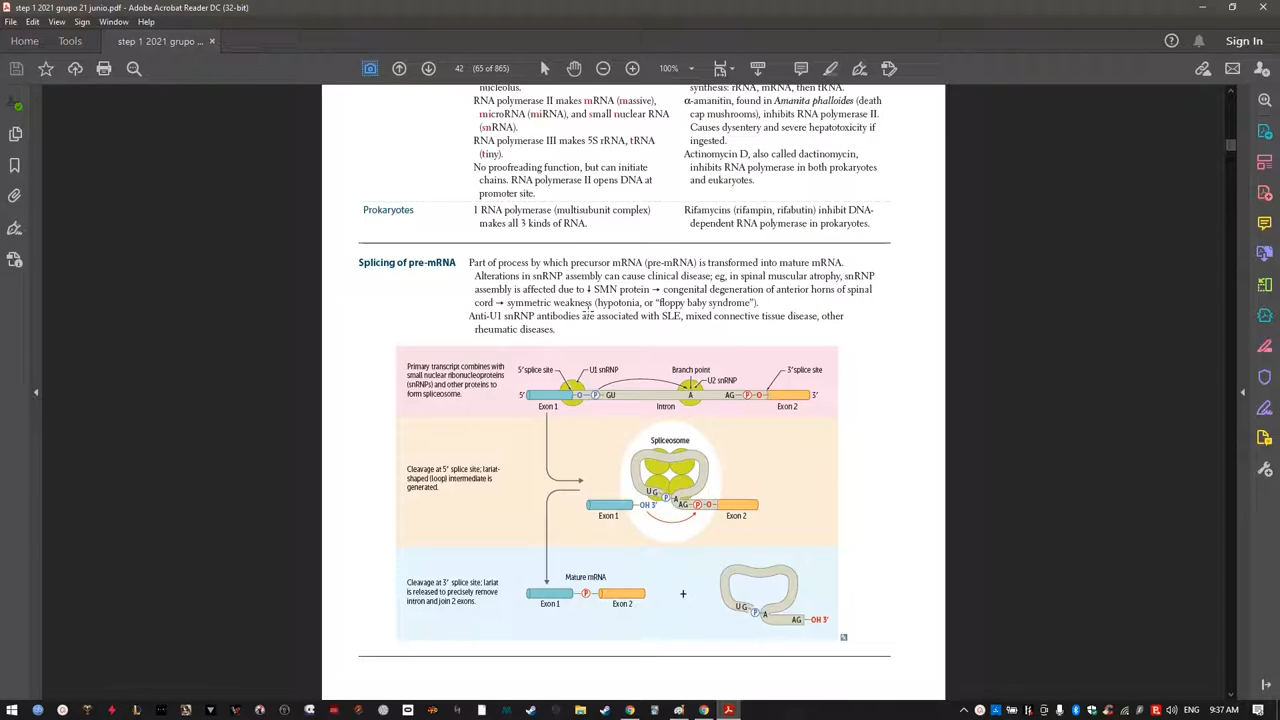 step 1 2021 grupo 21 junio.pdf - Adobe Acrobat Reader DC (32-bit)
File Edit View Sign Window Help
Home Tools step 1 2021 grupo ... ×
Sign In
42 (65 of 865) 100%
nucleolus.
RNA polymerase II makes mRNA (massive),
microRNA (miRNA), and small nuclear RNA
(snRNA).
RNA polymerase III makes 5S rRNA, tRNA
(tiny).
No proofreading function, but can initiate
chains. RNA polymerase II opens DNA at
promoter site.
synthesis: rRNA, mRNA, then tRNA.
α-amanitin, found in Amanita phalloides (death
cap mushrooms), inhibits RNA polymerase II.
Causes dysentery and severe hepatotoxicity if
ingested.
Actinomycin D, also called dactinomycin,
inhibits RNA polymerase in both prokaryotes
and eukaryotes.
Prokaryotes
1 RNA polymerase (multisubunit complex)
makes all 3 kinds of RNA.
Rifamycins (rifampin, rifabutin) inhibit DNA-
dependent RNA polymerase in prokaryotes.
Splicing of pre-mRNA
Part of process by which precursor mRNA (pre-mRNA) is transformed into mature mRNA.
Alterations in snRNP assembly can cause clinical disease; eg, in spinal muscular atrophy, snRNP
assembly is affected due to ↓ SMN protein → congenital degeneration of anterior horns of spinal
cord → symmetric weakness (hypotonia, or “floppy baby syndrome”).
Anti-U1 snRNP antibodies are associated with SLE, mixed connective tissue disease, other
rheumatic diseases.
Primary transcript combines with
small nuclear ribonucleoproteins
(snRNPs) and other proteins to
form spliceosome.
5′ splice site U1 snRNP Branch point 3′ splice site
U2 snRNP
5′ O P GU A AG P O 3′
Exon 1 Intron Exon 2
Cleavage at 5′ splice site; lariat-
shaped (loop) intermediate is
generated.
Spliceosome
U G P A
OH 3′ AG P O
Exon 1 Exon 2
Cleavage at 3′ splice site; lariat
is released to precisely remove
intron and join 2 exons.
Mature mRNA
P +
Exon 1 Exon 2
U G P A
AG OH 3′
9:37 AM